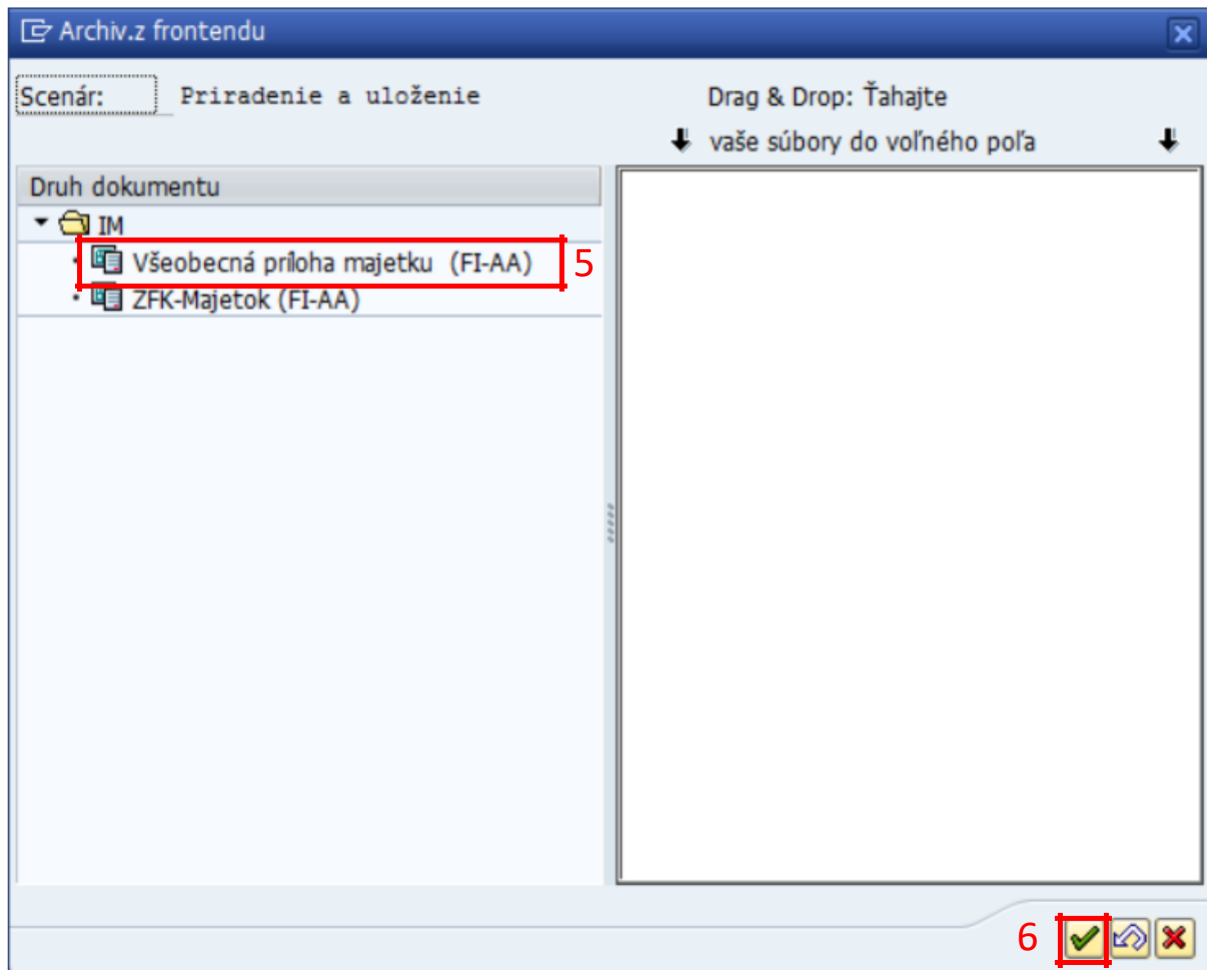 Archiv.z frontendu
Scenár: Priradenie a uloženie
Drag & Drop: Ťahajte
vaše súbory do voľného poľa
Druh dokumentu
IM
Všeobecná príloha majetku (FI-AA) 5
ZFK-Majetok (FI-AA)
6